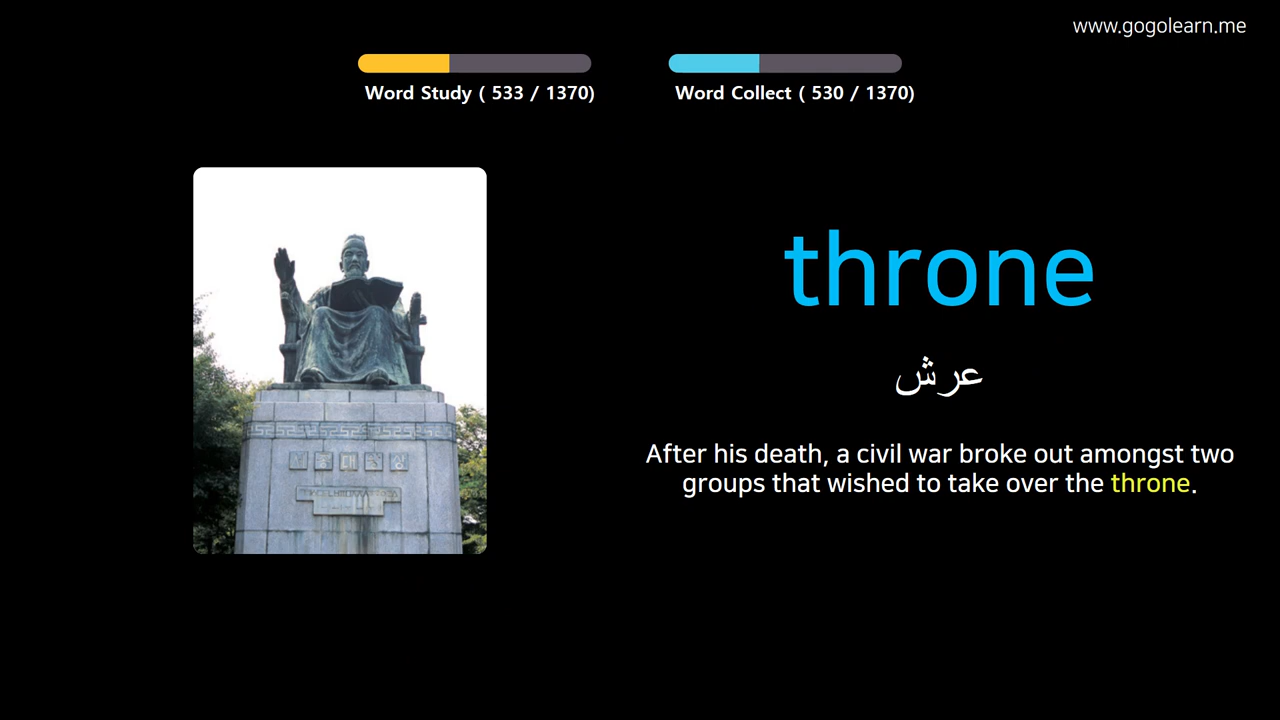 www.gogolearn.me
Word Study ( 533 / 1370)
Word Collect ( 530 / 1370)
throne
عرش
After his death, a civil war broke out amongst two
groups that wished to take over the throne.